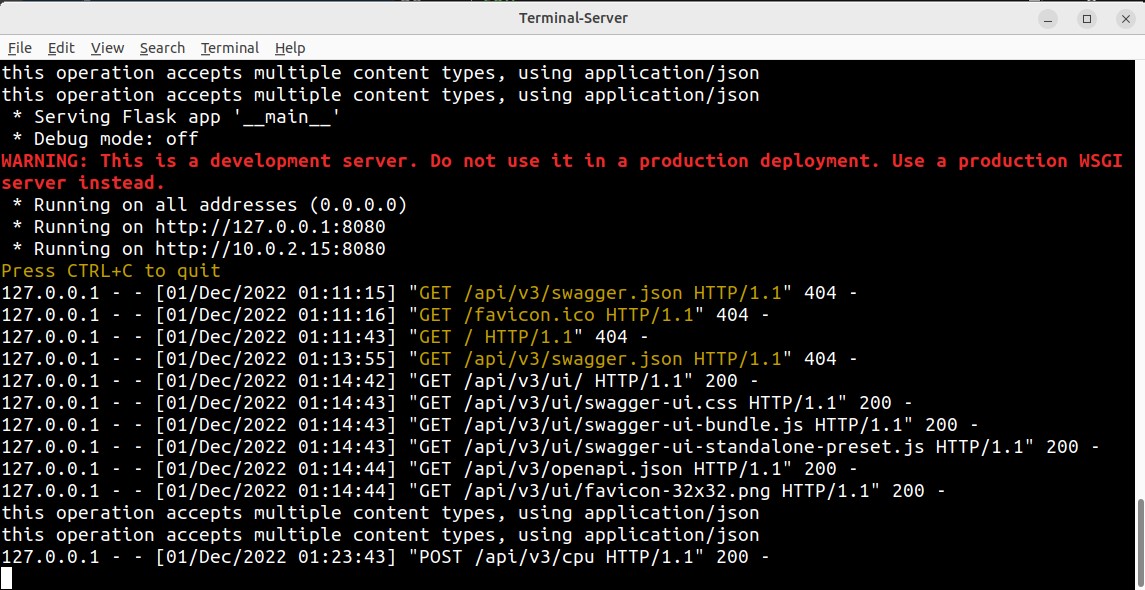 Terminal-Server
File Edit View Search Terminal Help
this operation accepts multiple content types, using application/json
this operation accepts multiple content types, using application/json
 * Serving Flask app '__main__'
 * Debug mode: off
WARNING: This is a development server. Do not use it in a production deployment. Use a production WSGI
server instead.
 * Running on all addresses (0.0.0.0)
 * Running on http://127.0.0.1:8080
 * Running on http://10.0.2.15:8080
Press CTRL+C to quit
127.0.0.1 - - [01/Dec/2022 01:11:15] "GET /api/v3/swagger.json HTTP/1.1" 404 -
127.0.0.1 - - [01/Dec/2022 01:11:16] "GET /favicon.ico HTTP/1.1" 404 -
127.0.0.1 - - [01/Dec/2022 01:11:43] "GET / HTTP/1.1" 404 -
127.0.0.1 - - [01/Dec/2022 01:13:55] "GET /api/v3/swagger.json HTTP/1.1" 404 -
127.0.0.1 - - [01/Dec/2022 01:14:42] "GET /api/v3/ui/ HTTP/1.1" 200 -
127.0.0.1 - - [01/Dec/2022 01:14:43] "GET /api/v3/ui/swagger-ui.css HTTP/1.1" 200 -
127.0.0.1 - - [01/Dec/2022 01:14:43] "GET /api/v3/ui/swagger-ui-bundle.js HTTP/1.1" 200 -
127.0.0.1 - - [01/Dec/2022 01:14:43] "GET /api/v3/ui/swagger-ui-standalone-preset.js HTTP/1.1" 200 -
127.0.0.1 - - [01/Dec/2022 01:14:44] "GET /api/v3/openapi.json HTTP/1.1" 200 -
127.0.0.1 - - [01/Dec/2022 01:14:44] "GET /api/v3/ui/favicon-32x32.png HTTP/1.1" 200 -
this operation accepts multiple content types, using application/json
this operation accepts multiple content types, using application/json
127.0.0.1 - - [01/Dec/2022 01:23:43] "POST /api/v3/cpu HTTP/1.1" 200 -